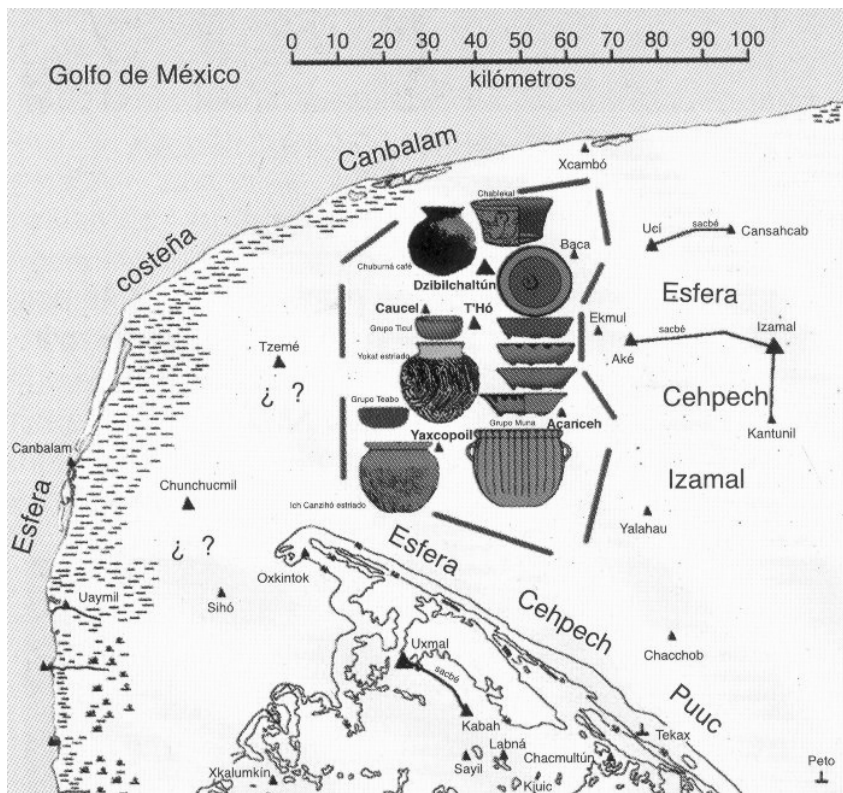 0 10 20 30 40 50 60 70 80 90 100
kilómetros
Golfo de México
Canbalam
Xcambó
costeña
Chablekal
Ucí
sacbé
Cansahcab
Baca
Chuburná café
Dzibilchaltún
Esfera
Caucel
T'Hó
Ekmul
Izamal
Grupo Ticul
sacbé
Aké
Tzemé
Yokat estriado
¿ ?
Cehpech
Grupo Teabo
Acanceh
Grupo Muna
Kantunil
Yaxcopoil
Canbalam
Izamal
Chunchucmil
Ich Canzihó estriado
Yalahau
Esfera
¿ ?
Esfera
Oxkintok
Sihó
Uaymil
Cehpech
Chacchob
Uxmal
sacbé
Puuc
Kabah
Tekax
Labná
Chacmultún
Sayil
Peto
Xkalumkín
Kiuic